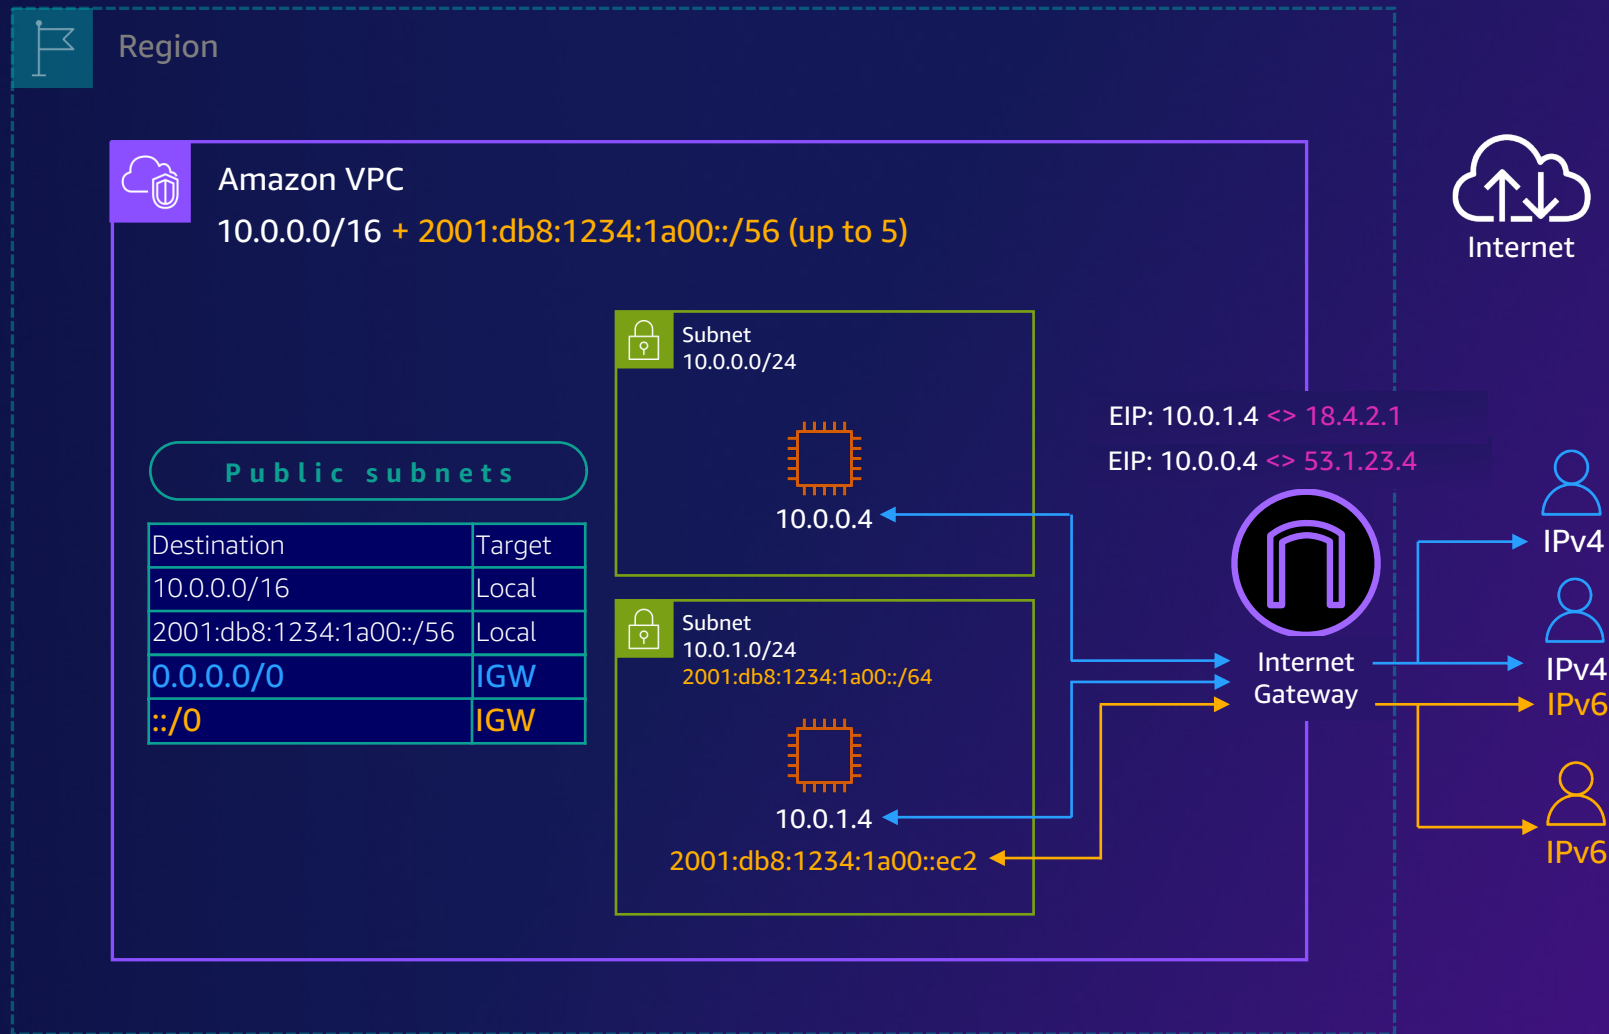 Region
Amazon VPC
10.0.0.0/16 + 2001:db8:1234:1a00::/56 (up to 5)
Internet
Subnet
10.0.0.0/24
10.0.0.4
EIP: 10.0.1.4 <> 18.4.2.1
EIP: 10.0.0.4 <> 53.1.23.4
Public subnets
Destination Target
10.0.0.0/16 Local
2001:db8:1234:1a00::/56 Local
0.0.0.0/0 IGW
::/0 IGW
Subnet
10.0.1.0/24
2001:db8:1234:1a00::/64
10.0.1.4
2001:db8:1234:1a00::ec2
Internet
Gateway
IPv4
IPv4
IPv6
IPv6